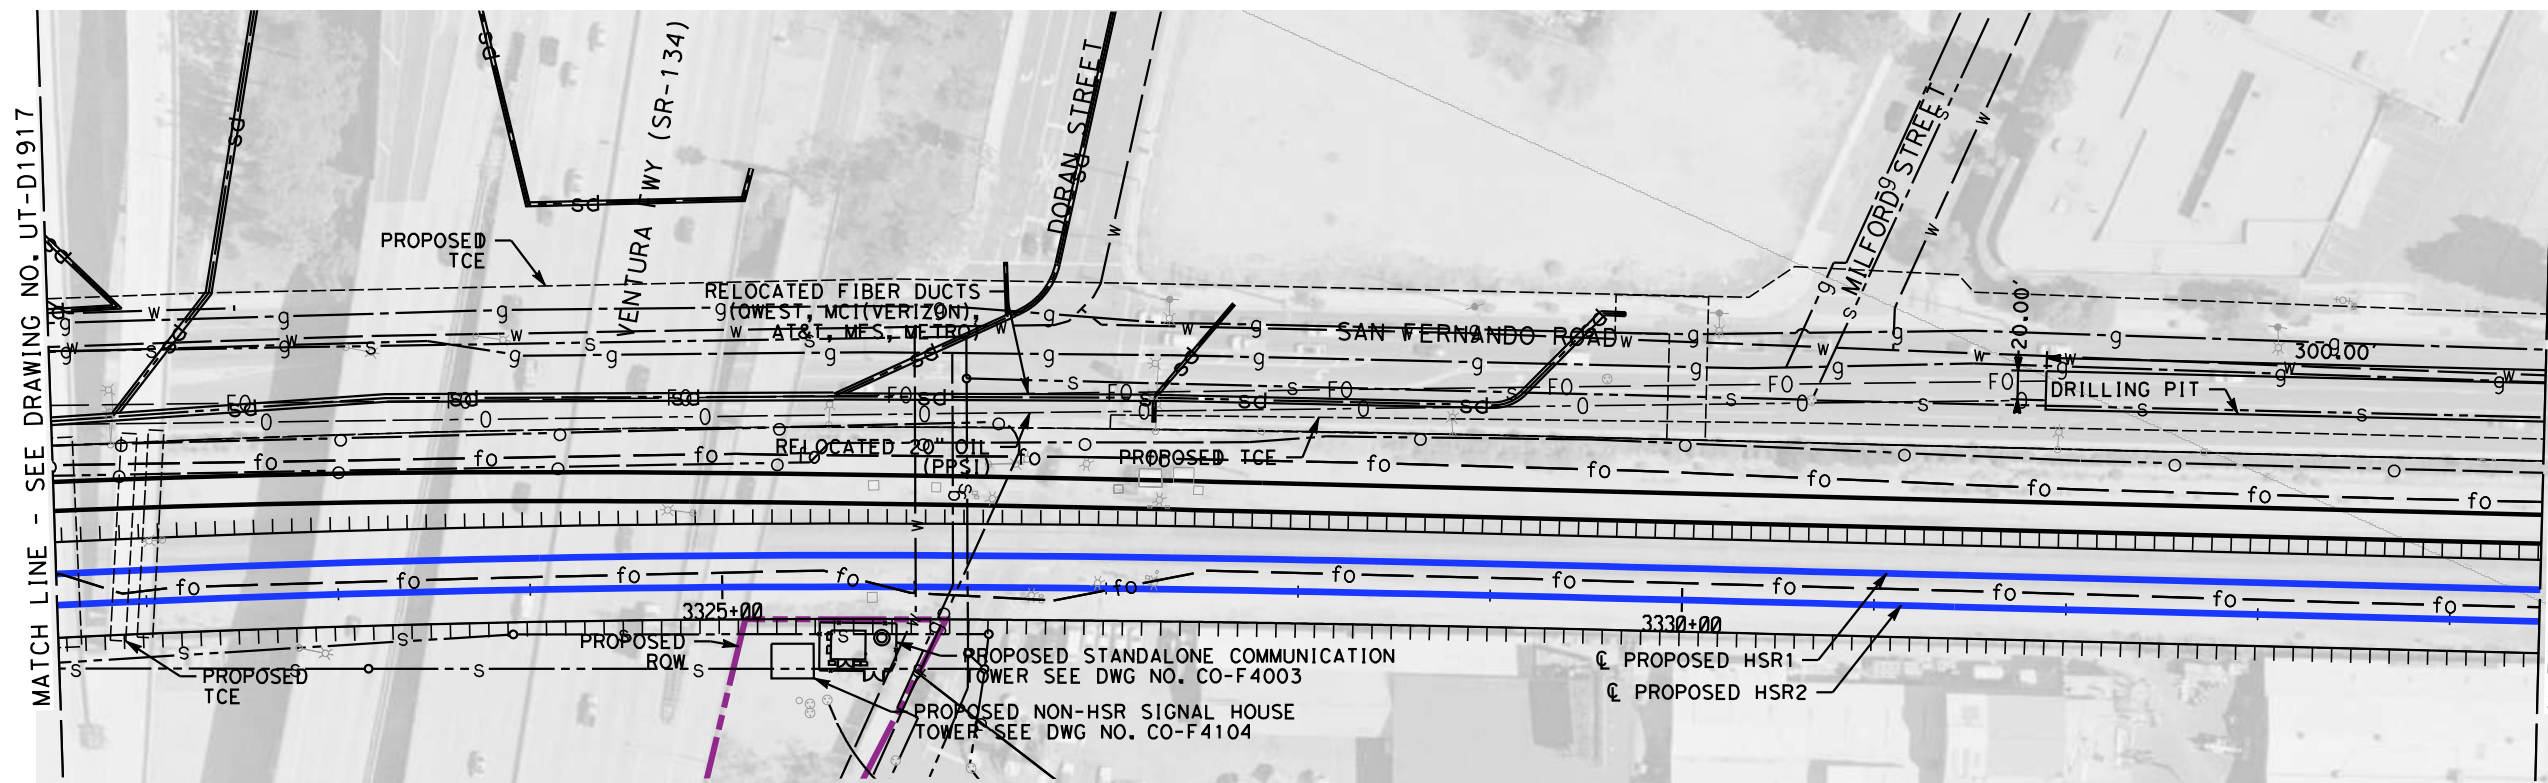 MATCH LINE - SEE DRAWING NO. UT-D1917
VENTURA FWY (SR-134)
DORAN STREET
MILFORD STREET
PROPOSED
TCE
RELOCATED FIBER DUCTS
(QWEST, MCI(VERIZON),
AT&T, MFS, METRO)
SAN FERNANDO ROAD
20.00'
300.00'
DRILLING PIT
RELOCATED 20" OIL
(PPSI)
PROPOSED TCE
3325+00
3330+00
PROPOSED
ROW
PROPOSED
TCE
PROPOSED STANDALONE COMMUNICATION
TOWER SEE DWG NO. CO-F4003
PROPOSED NON-HSR SIGNAL HOUSE
TOWER SEE DWG NO. CO-F4104
℄ PROPOSED HSR1
℄ PROPOSED HSR2